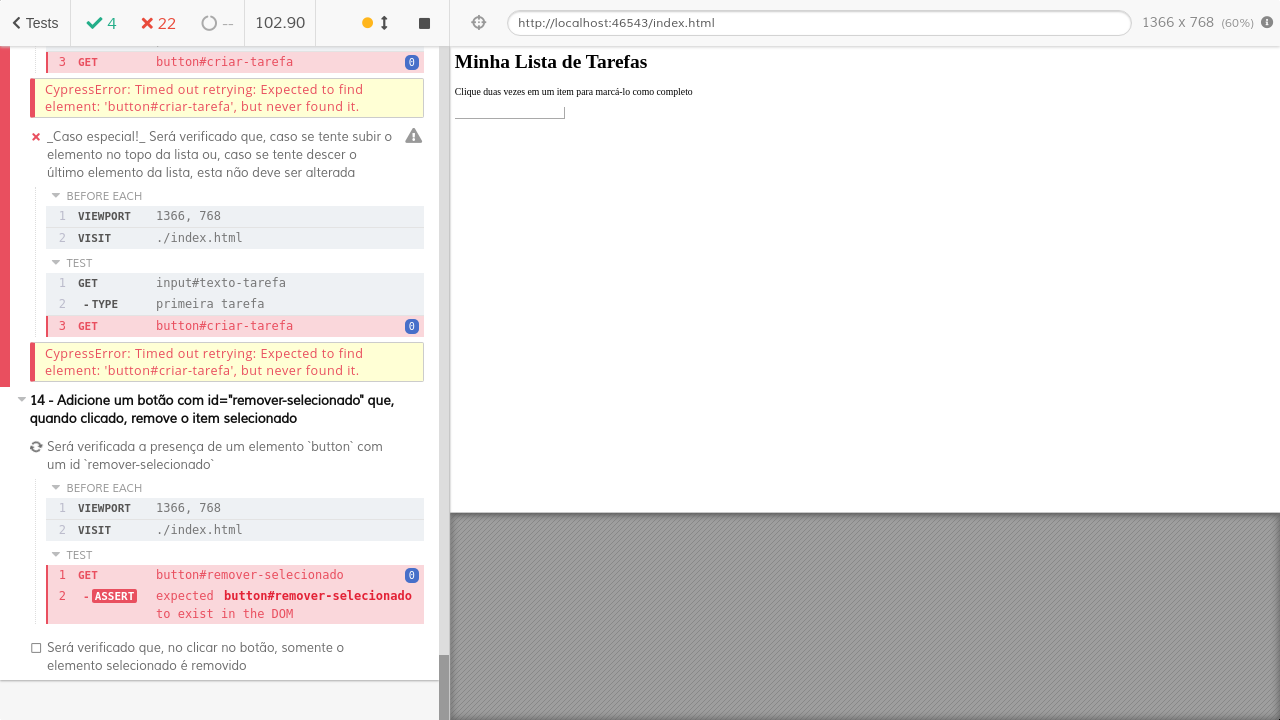 Tests
4
22
--
102.90
http://localhost:46543/index.html
1366 x 768 (60%)
3 GET button#criar-tarefa 0
CypressError: Timed out retrying: Expected to find
element: 'button#criar-tarefa', but never found it.
_Caso especial!_ Será verificado que, caso se tente subir o
elemento no topo da lista ou, caso se tente descer o
último elemento da lista, esta não deve ser alterada
BEFORE EACH
1 VIEWPORT 1366, 768
2 VISIT ./index.html
TEST
1 GET input#texto-tarefa
2 - TYPE primeira tarefa
3 GET button#criar-tarefa 0
CypressError: Timed out retrying: Expected to find
element: 'button#criar-tarefa', but never found it.
14 - Adicione um botão com id="remover-selecionado" que,
quando clicado, remove o item selecionado
Será verificada a presença de um elemento `button` com
um id `remover-selecionado`
BEFORE EACH
1 VIEWPORT 1366, 768
2 VISIT ./index.html
TEST
1 GET button#remover-selecionado 0
2 - ASSERT expected button#remover-selecionado
to exist in the DOM
Será verificado que, no clicar no botão, somente o
elemento selecionado é removido
Minha Lista de Tarefas
Clique duas vezes em um item para marcá-lo como completo